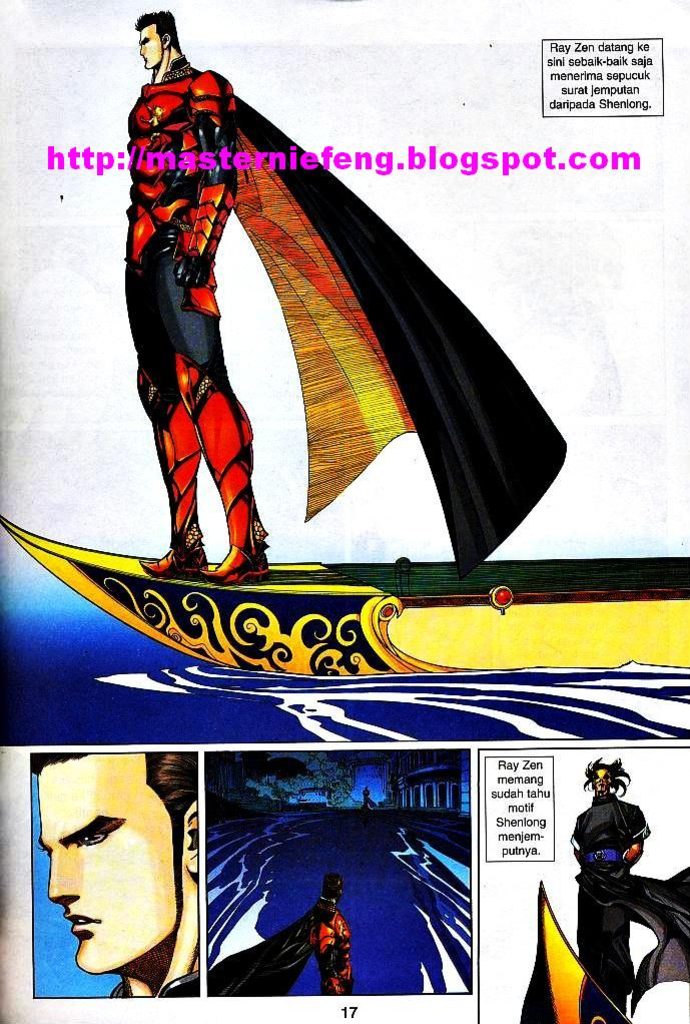 Ray Zen datang ke
sini sebaik-baik saja
menerima sepucuk
surat jemputan
daripada Shenlong.
http://masterniefeng.blogspot.com
Ray Zen
memang
sudah tahu
motif
Shenlong
menjem-
putnya.
17